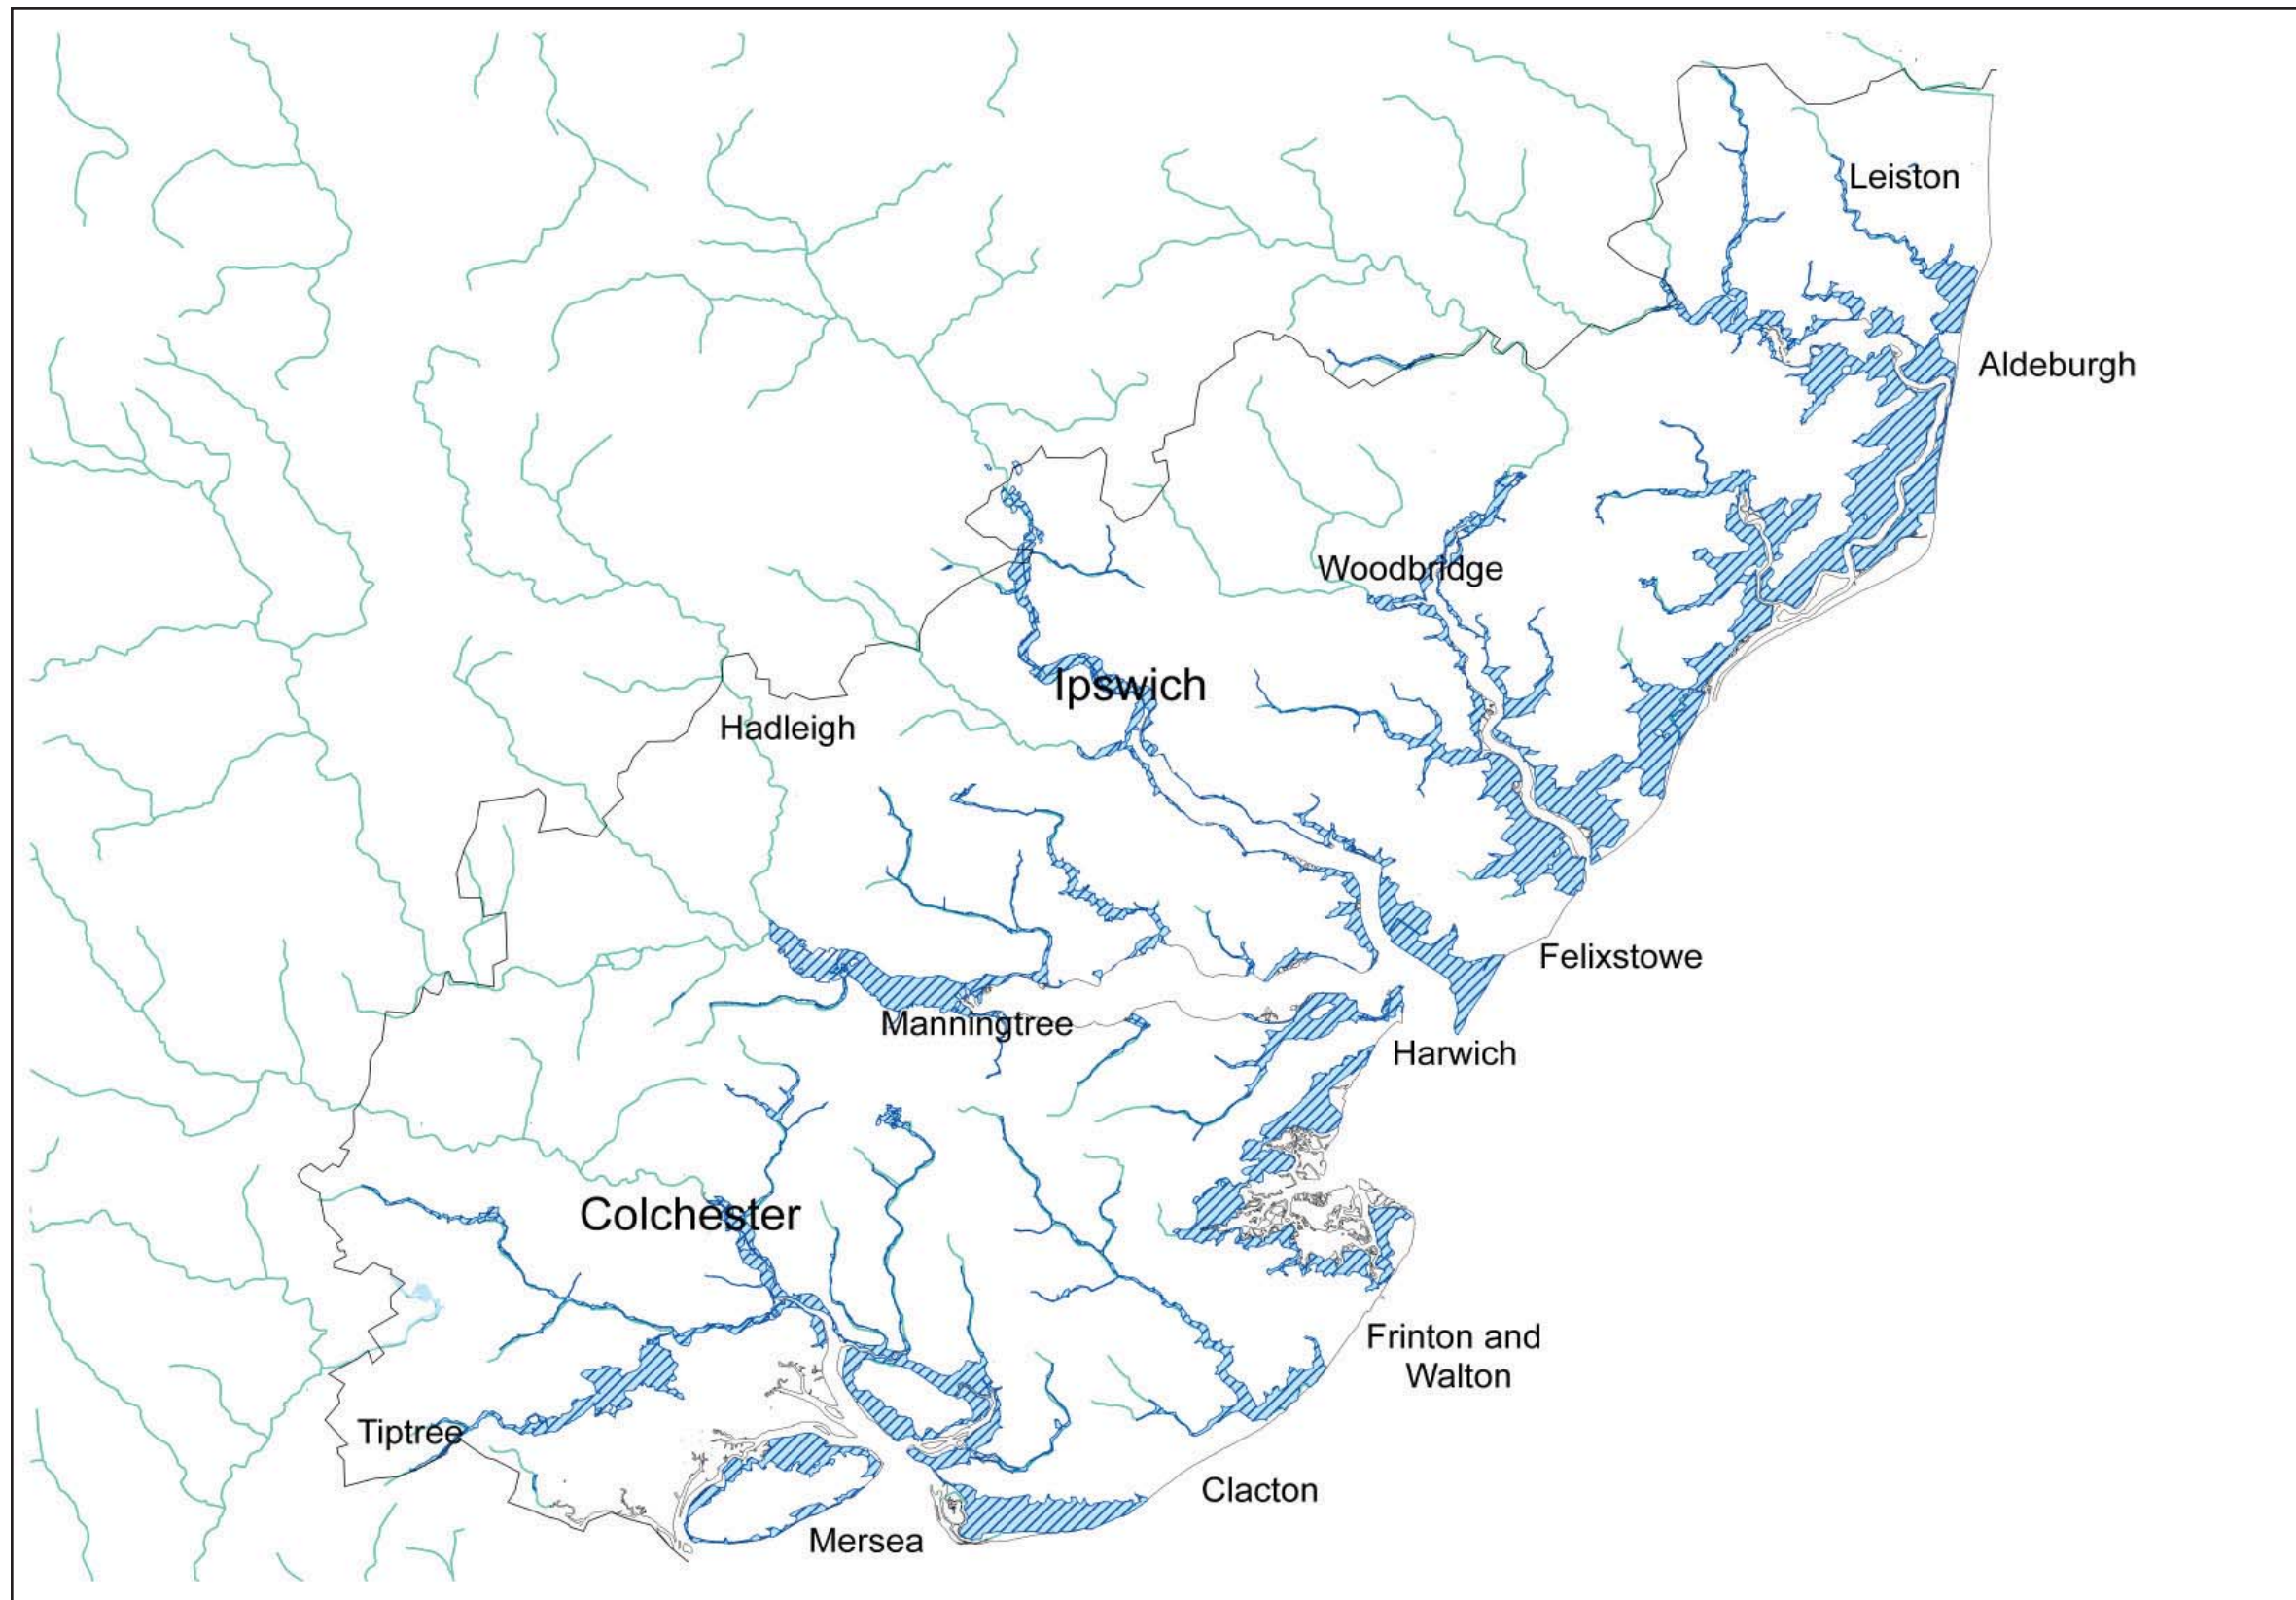 Leiston
Aldeburgh
Woodbridge
Ipswich
Hadleigh
Felixstowe
Manningtree
Harwich
Colchester
Frinton and
Walton
Tiptree
Clacton
Mersea